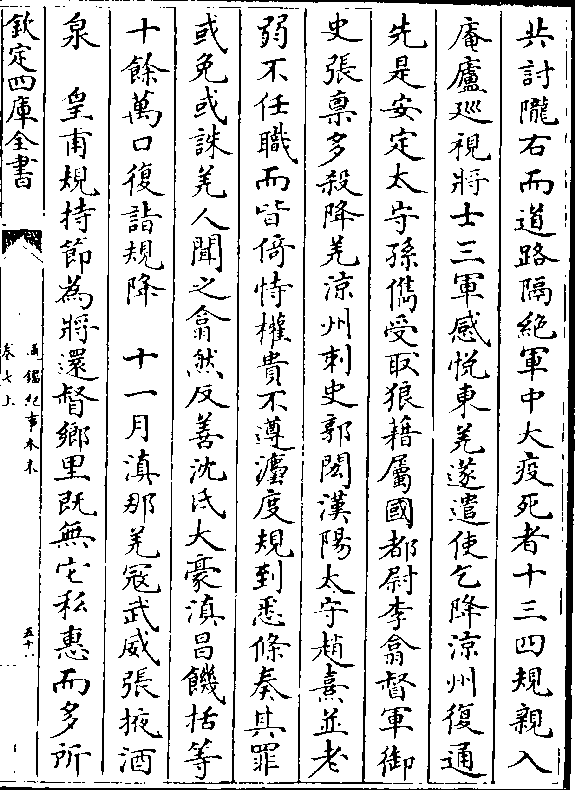 共討隴右而道路隔絶軍中大疫死者十三四規親入
庵廬廵視將士三軍感悦東羌遂遣使乞降涼州復通
先是安定太守孫儁受取狼藉屬國都尉李翕督軍御
史張禀多殺降羌涼州刺史郭閎漢陽太守趙熹並老
弱不任職而皆倚恃權貴不遵灋度規到悉條奏其罪
或免或誅羌人聞之翕然反善沈氐大豪滇昌饑恬等
十餘萬口復詣規降　十一月滇那羌寇武威張掖酒
泉　皇甫規持節為將還督鄉里既無它私惠而多所
欽定四庫全書
通鑑紀事本末
卷七上